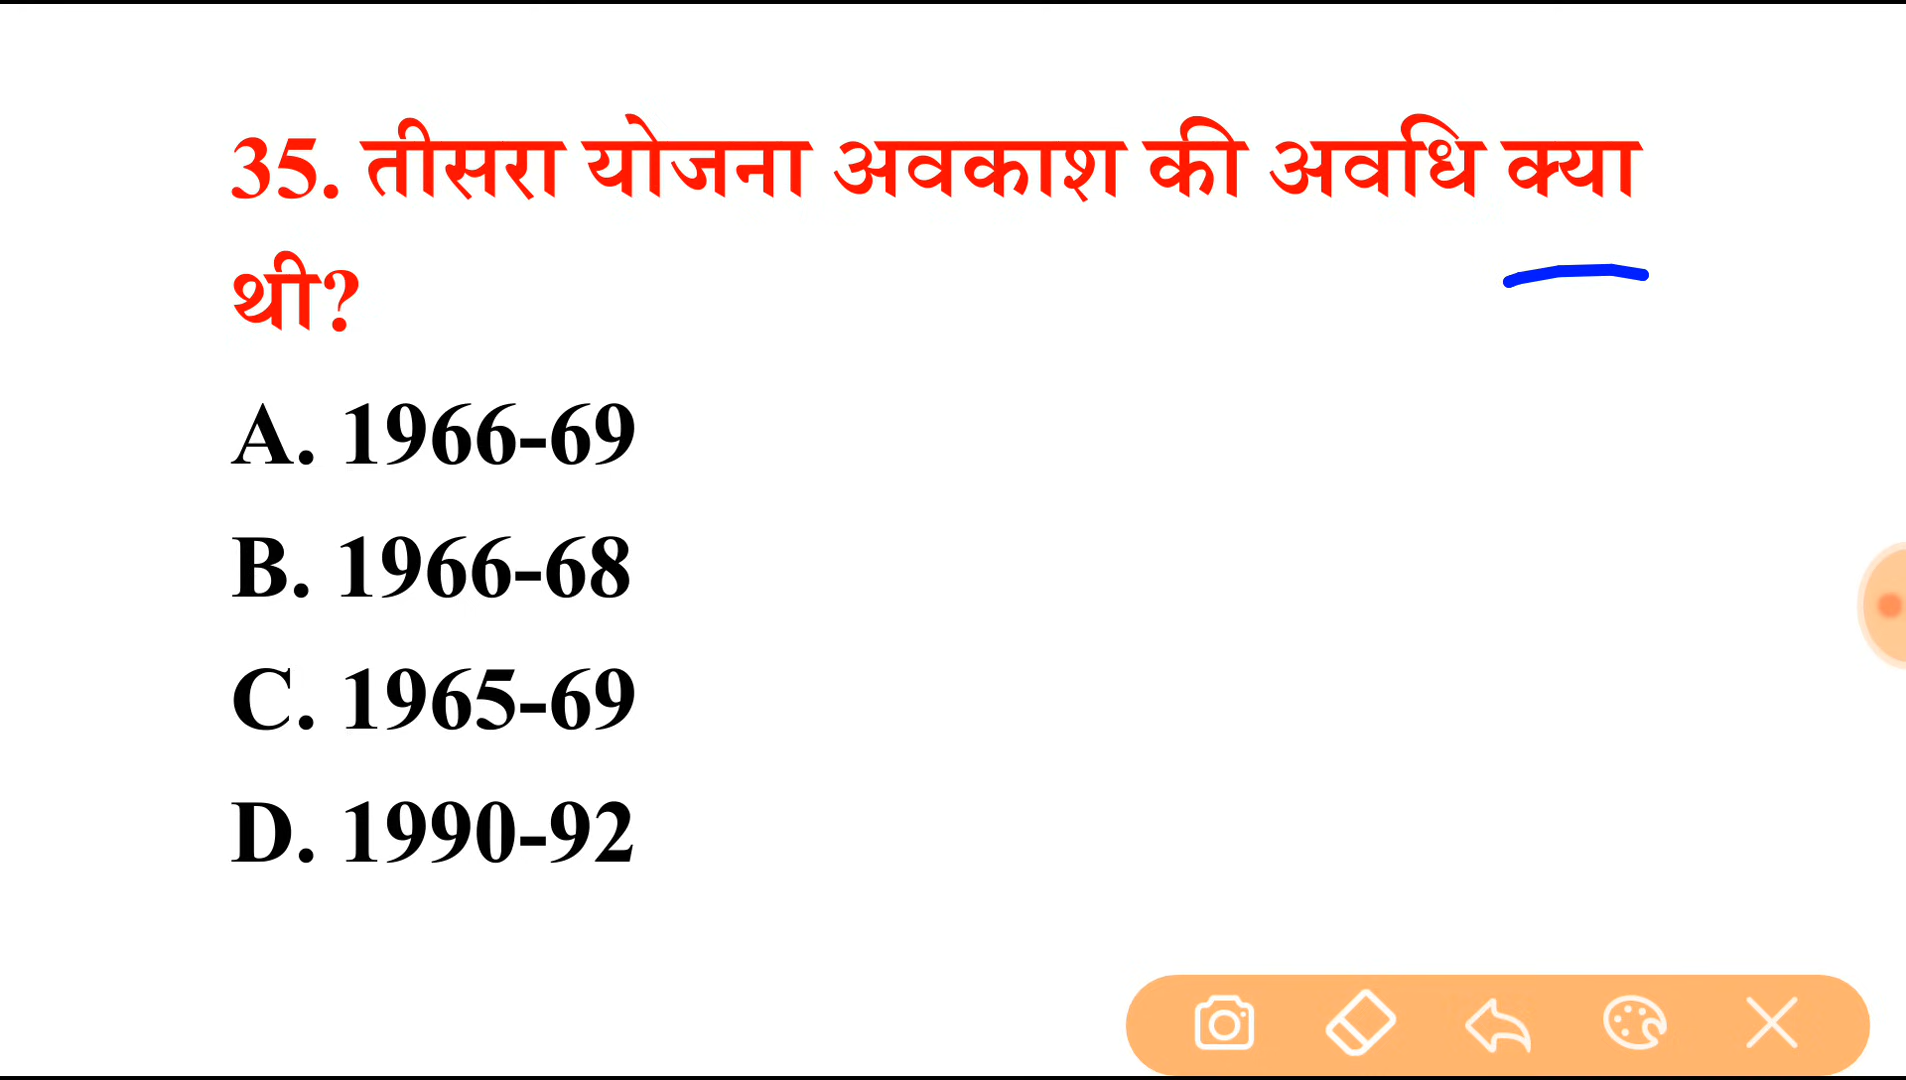 35. तीसरा योजना अवकाश की अवधि क्या
थी?
A. 1966-69
B. 1966-68
C. 1965-69
D. 1990-92